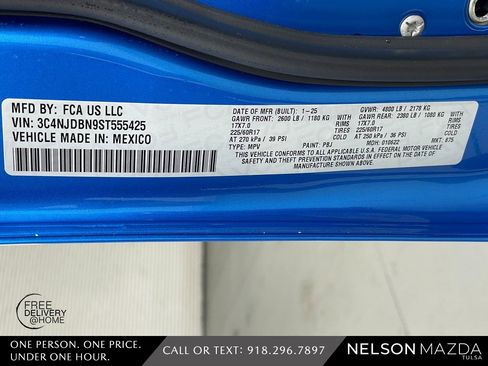 MFD BY: FCA US LLC
VIN: 3C4NJDBN9ST555425
VEHICLE MADE IN: MEXICO
DATE OF MFR (BUILT): 1-25
GVWR: 4800 LB / 2178 KG
GAWR FRONT: 2600 LB / 1180 KG
WITH
GAWR REAR: 2380 LB / 1080 KG
WITH
17X7.0
RIMS
17X7.0
RIMS
225/60R17
TIRES
225/60R17
TIRES
AT 270 kPa / 39 PSI
COLD
AT 250 kPa / 36 PSI
COLD
TYPE: MPV
PAINT: PBJ
MDH: 010822
MKT: 875
THIS VEHICLE CONFORMS TO ALL APPLICABLE U.S.A. FEDERAL MOTOR VEHICLE
SAFETY, BUMPER, AND THEFT PREVENTION STANDARDS IN EFFECT ON THE DATE OF
MANUFACTURE SHOWN ABOVE.
FREE
DELIVERY
@HOME
ONE PERSON. ONE PRICE.
UNDER ONE HOUR.
CALL OR TEXT: 918.296.7897
NELSON MAZDA
TULSA